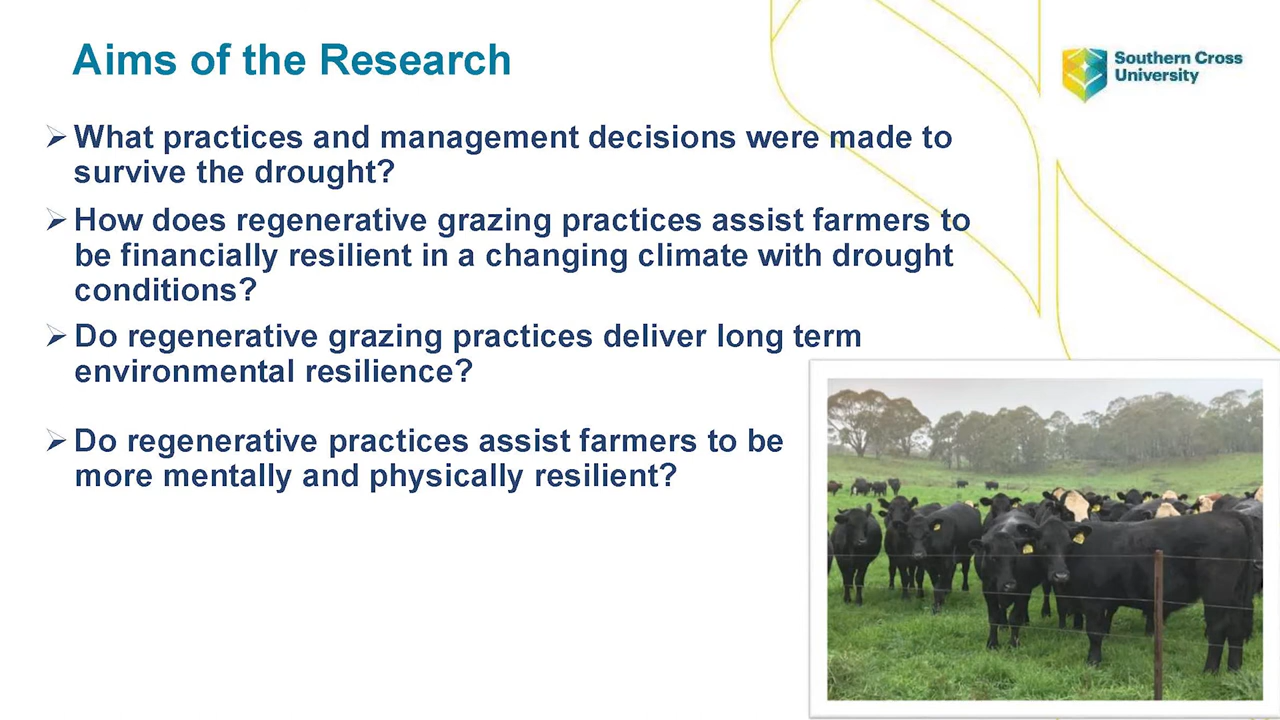 Aims of the Research
Southern Cross
University
What practices and management decisions were made to
survive the drought?
How does regenerative grazing practices assist farmers to
be financially resilient in a changing climate with drought
conditions?
Do regenerative grazing practices deliver long term
environmental resilience?
Do regenerative practices assist farmers to be
more mentally and physically resilient?